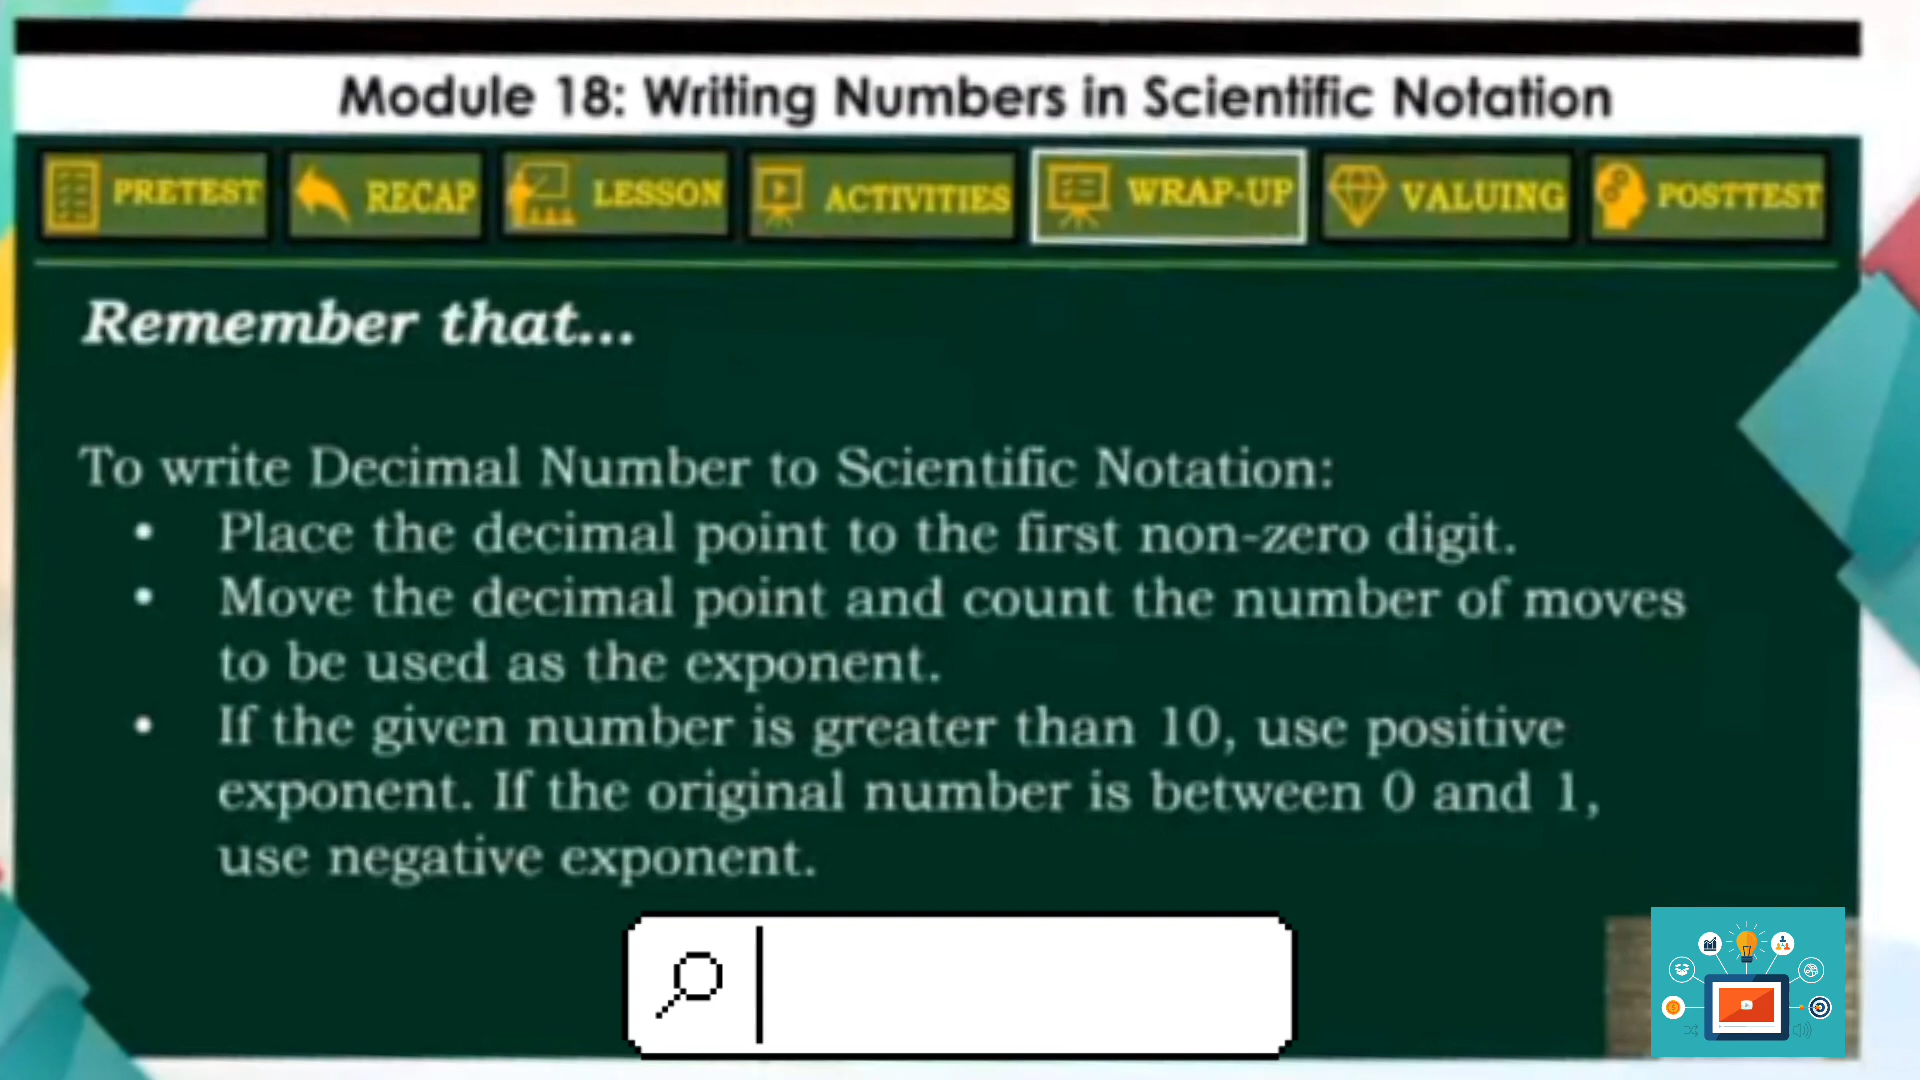 Module 18: Writing Numbers in Scientific Notation
PRETEST RECAP LESSON ACTIVITIES WRAP-UP VALUING POSTTEST
Remember that...
To write Decimal Number to Scientific Notation:
• Place the decimal point to the first non-zero digit.
• Move the decimal point and count the number of moves
to be used as the exponent.
• If the given number is greater than 10, use positive
exponent. If the original number is between 0 and 1,
use negative exponent.